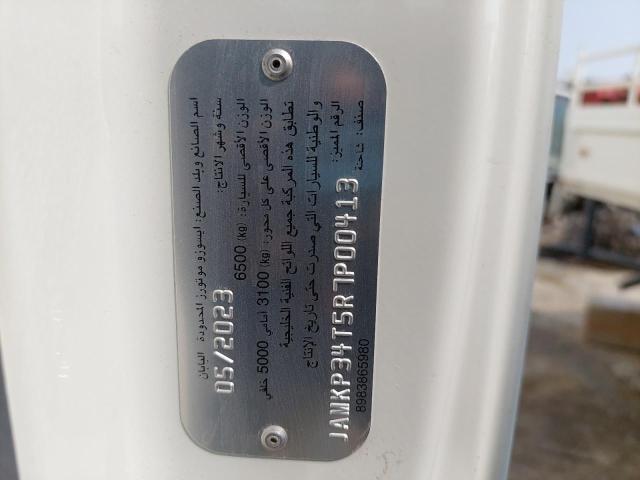 اسم الصانع وبلد الصنع: ايسوزو موتورز المحدودة اليابان
سنة وشهر الانتاج: 05/2023
الوزن الأقصى للسيارة: (kg) 6500
الوزن الأقصى على كل محور: (kg) 3100 أمامى 5000 خلفي
تطابق هذه المركبة جميع اللوائح الفنية الخليجية
والوطنية للسيارات التي صدرت حتى تاريخ الإنتاج
الرقم المميز: JAMKP34T5R7P00413
صنف: شاحنة 8983865980